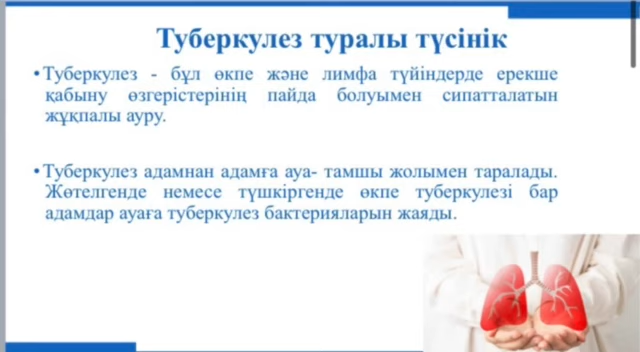 Туберкулез туралы түсінік
• Туберкулез - бұл өкпе және лимфа түйіндерде ерекше
қабыну өзгерістерінің пайда болуымен сипатталатын
жұқпалы ауру.
• Туберкулез адамнан адамға ауа- тамшы жолымен таралады.
Жөтелгенде немесе түшкіргенде өкпе туберкулезі бар
адамдар ауаға туберкулез бактерияларын жаяды.